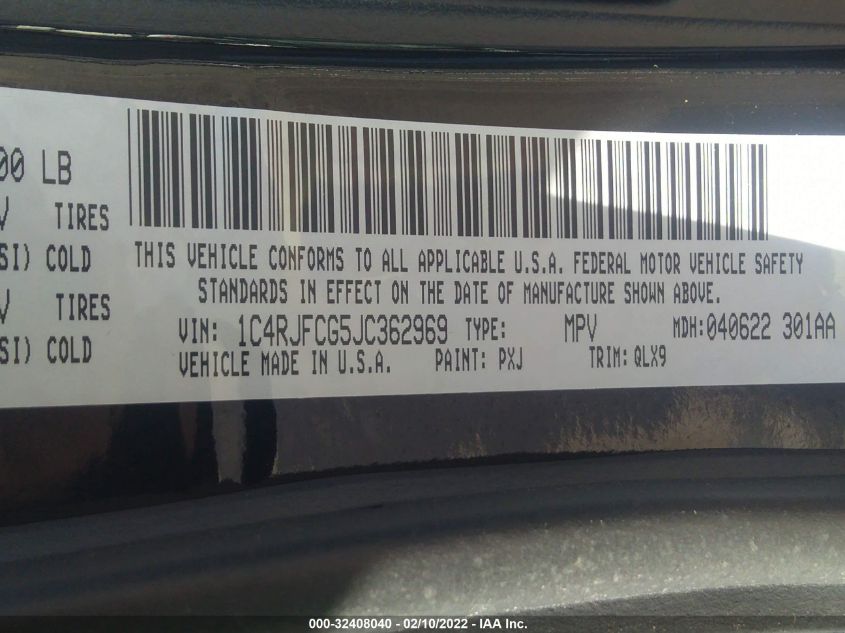 00 LB
TIRES
SI) COLD
TIRES
SI) COLD
THIS VEHICLE CONFORMS TO ALL APPLICABLE U.S.A. FEDERAL MOTOR VEHICLE SAFETY
STANDARDS IN EFFECT ON THE DATE OF MANUFACTURE SHOWN ABOVE.
VIN: 1C4RJFCG5JC362969 TYPE: MPV MDH: 040622 301AA
VEHICLE MADE IN U.S.A. PAINT: PXJ TRIM: QLX9
000-32408040 - 02/10/2022 - IAA Inc.